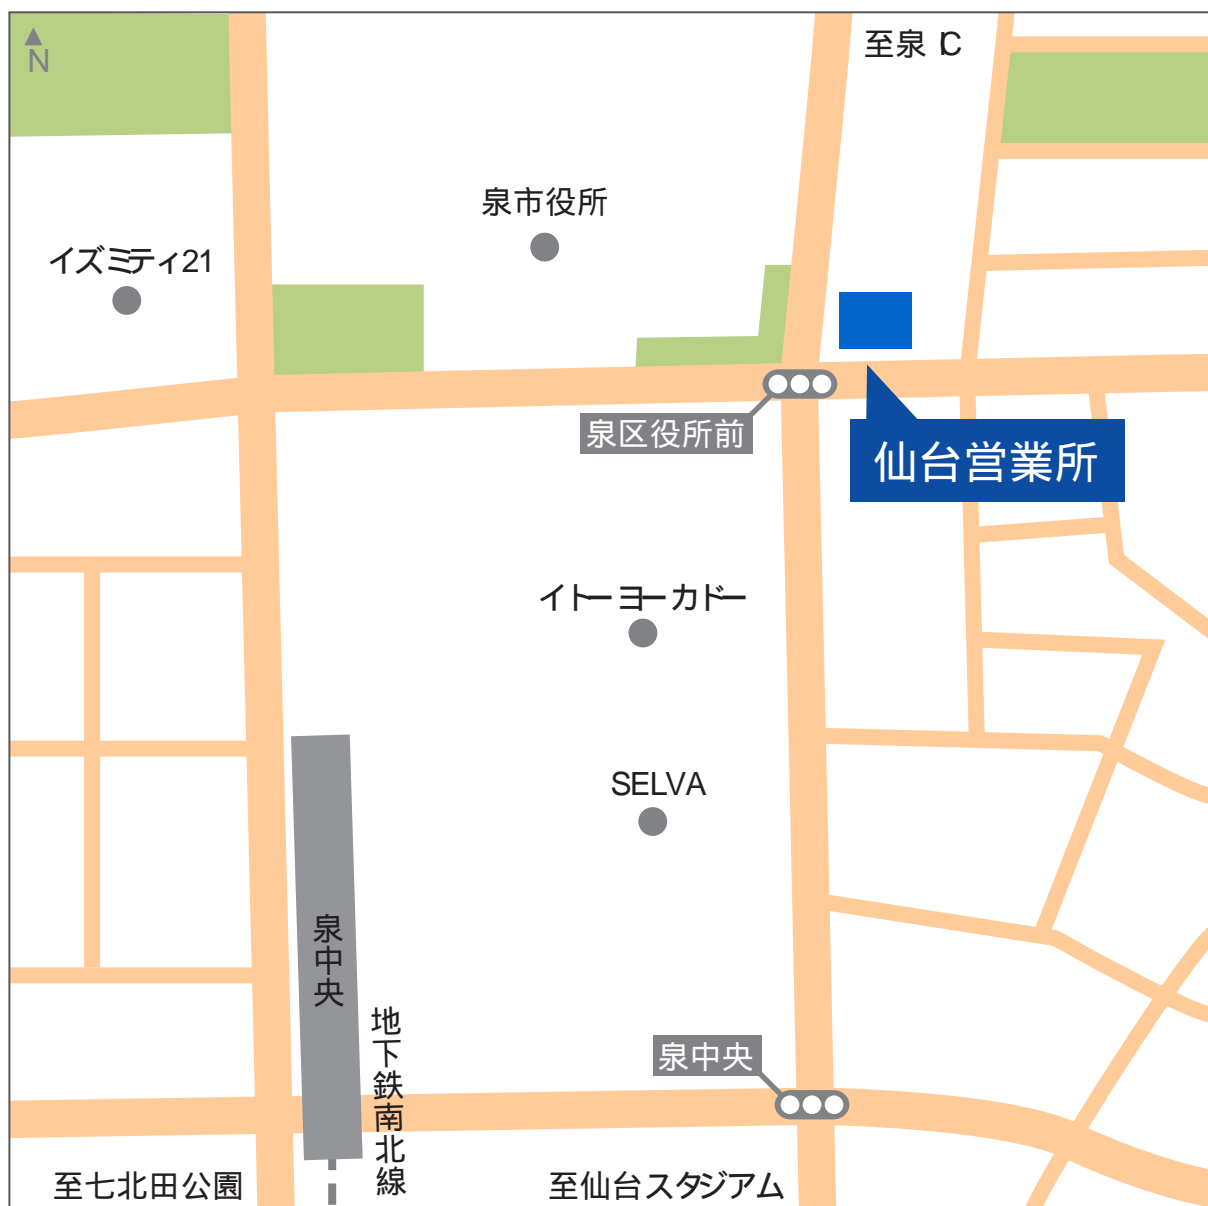 N
至泉IC
泉市役所
イズミティ21
泉区役所前
仙台営業所
イトーヨーカドー
SELVA
泉中央
地下鉄南北線
泉中央
至七北田公園
至仙台スタジアム